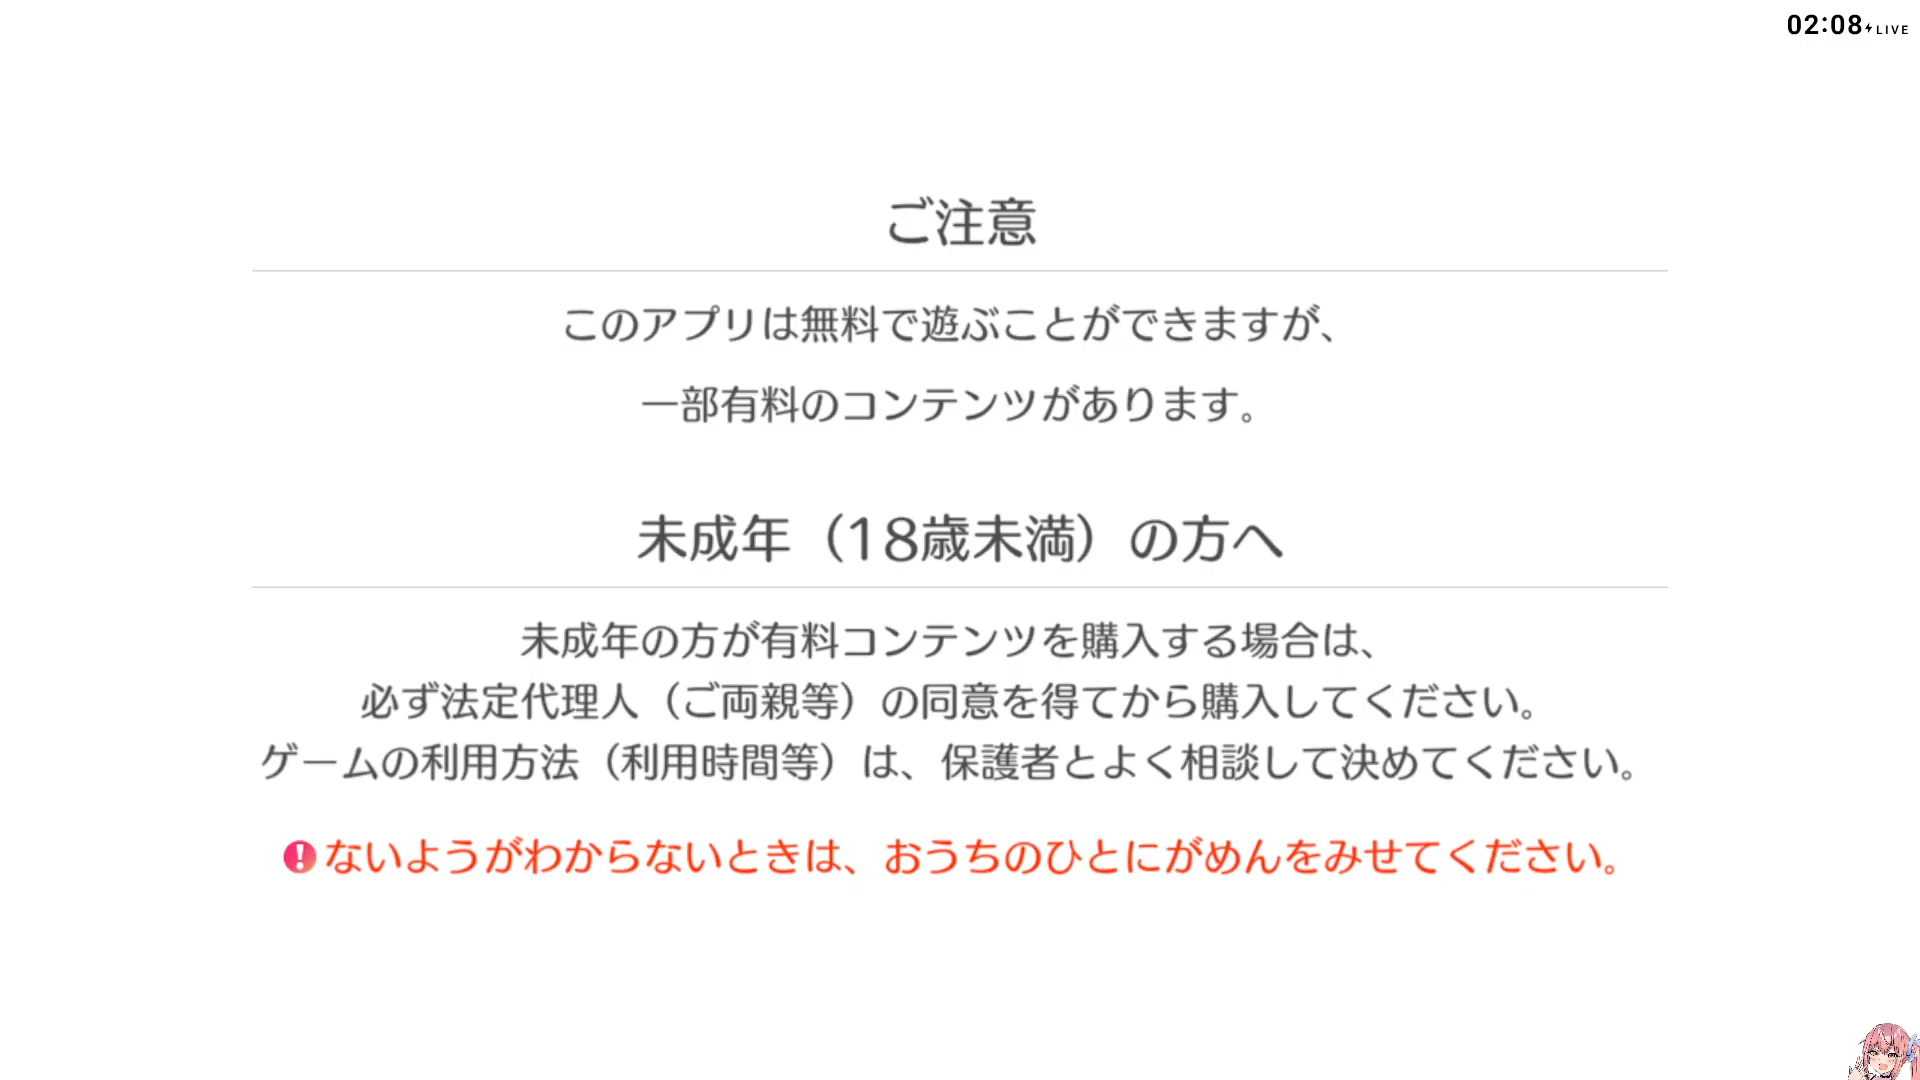 02:08 LIVE
ご注意
このアプリは無料で遊ぶことができますが、
一部有料のコンテンツがあります。
未成年（18歳未満）の方へ
未成年の方が有料コンテンツを購入する場合は、
必ず法定代理人（ご両親等）の同意を得てから購入してください。
ゲームの利用方法（利用時間等）は、保護者とよく相談して決めてください。
ないようがわからないときは、おうちのひとにがめんをみせてください。